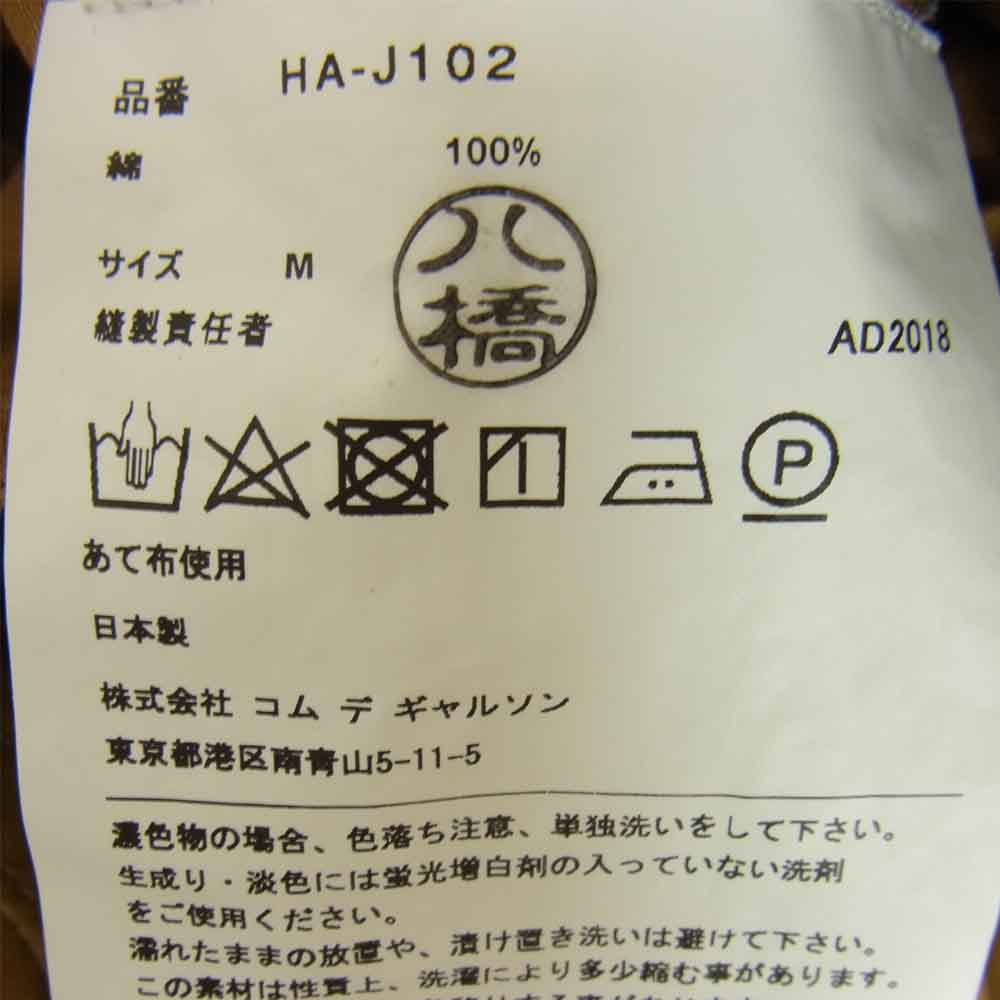 品番 HA-J102
綿 100%
サイズ M
縫製責任者 八橋 AD2018
P
あて布使用
日本製
株式会社 コム デ ギャルソン
東京都港区南青山5-11-5
濃色物の場合、色落ち注意、単独洗いをして下さい。
生成り・淡色には蛍光増白剤の入っていない洗剤
をご使用ください。
濡れたままの放置や、漬け置き洗いは避けて下さい。
この素材は性質上、洗濯により多少縮む事があります。